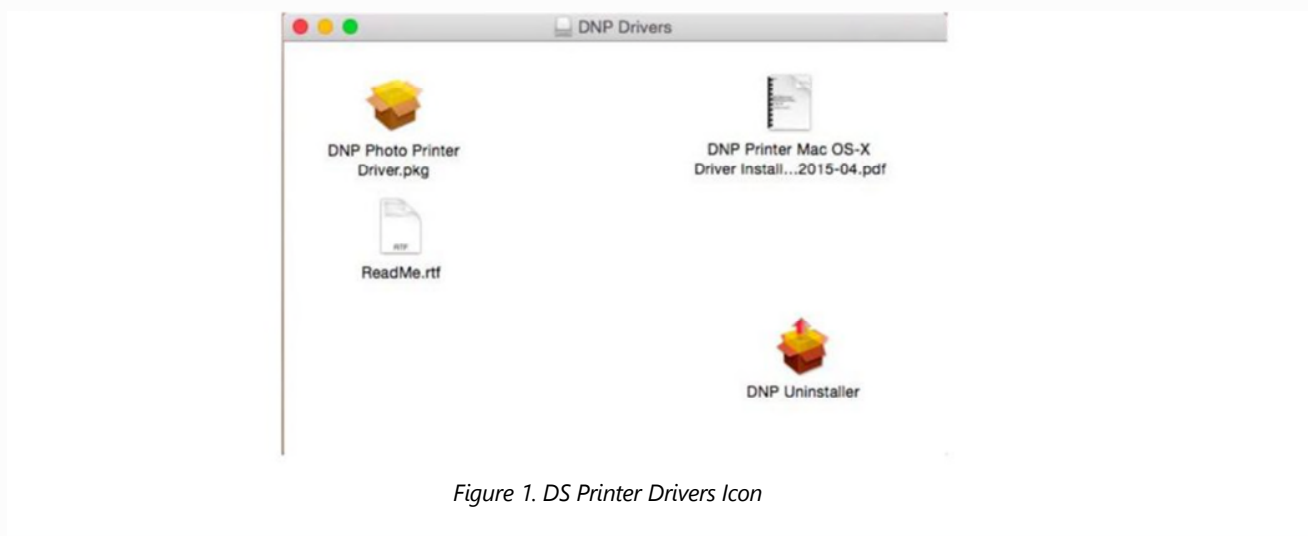 DNP Drivers
DNP Photo Printer
Driver.pkg
DNP Printer Mac OS-X
Driver Install...2015-04.pdf
RTF
ReadMe.rtf
DNP Uninstaller
Figure 1. DS Printer Drivers Icon